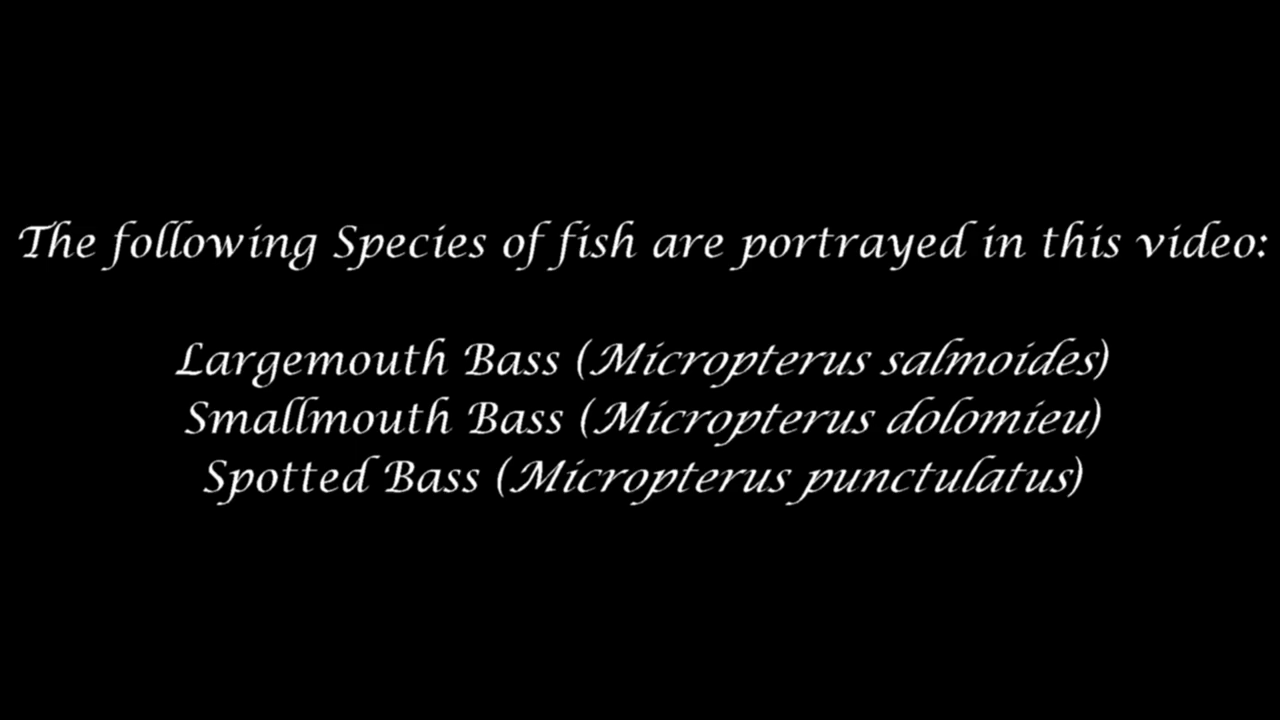 The following Species of fish are portrayed in this video:
Largemouth Bass (Micropterus salmoides)
Smallmouth Bass (Micropterus dolomieu)
Spotted Bass (Micropterus punctulatus)